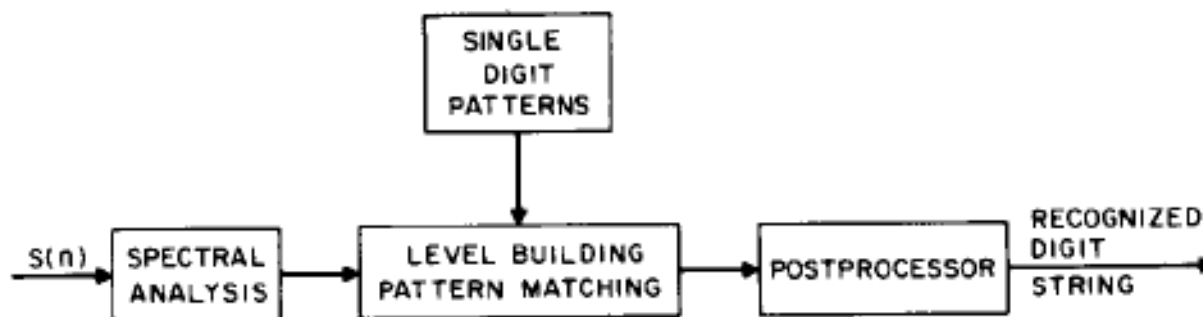 SINGLE
DIGIT
PATTERNS
S(n)
SPECTRAL
ANALYSIS
LEVEL BUILDING
PATTERN MATCHING
POSTPROCESSOR
RECOGNIZED
DIGIT
STRING